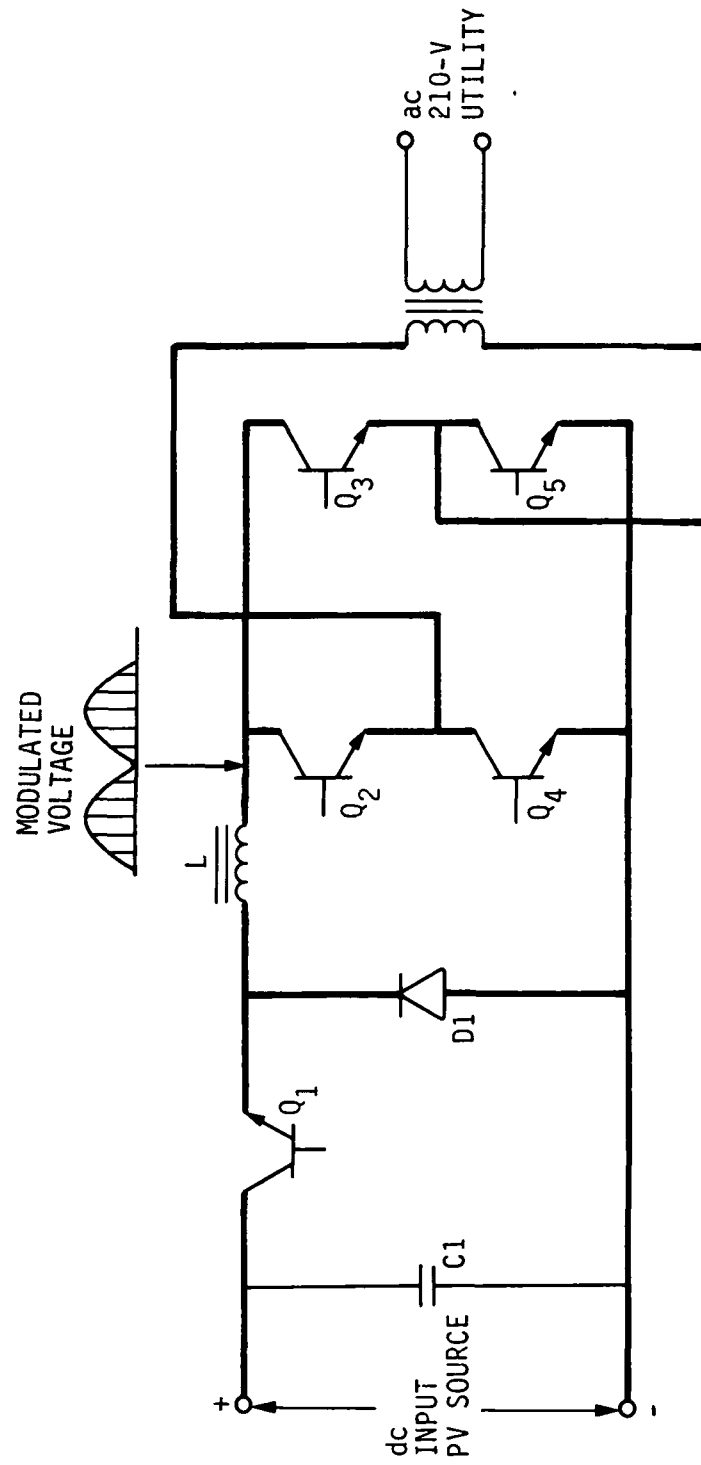 MODULATED
VOLTAGE
L
ac
210-V
UTILITY
Q1
Q2
Q3
Q4
Q5
D1
C1
+
dc
INPUT
PV SOURCE
-